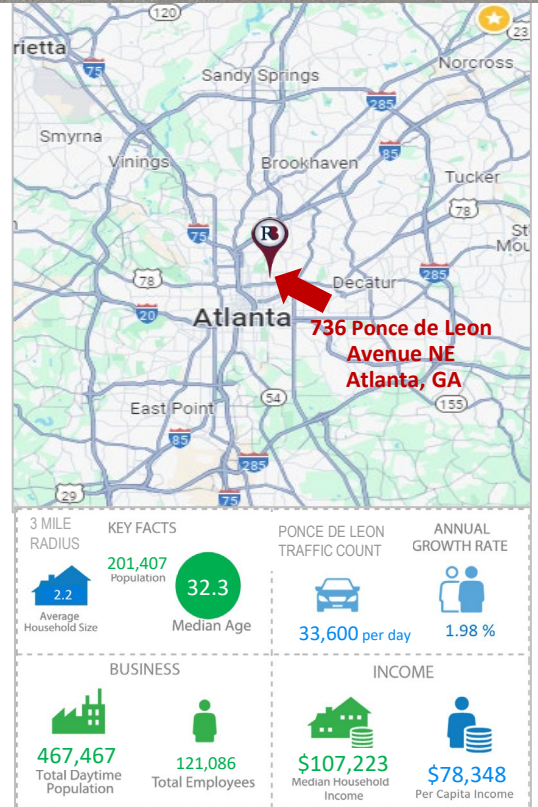 120
23
rietta
75
Norcross
Sandy Springs
285
Smyrna
85
Vinings
Brookhaven
Tucker
78
75
RB
St
Mou
78
Decatur
285
20
Atlanta
736 Ponce de Leon
Avenue NE
Atlanta, GA
54
155
East Point
85
285
29
75
3 MILE
RADIUS
2.2
Average
Household Size
KEY FACTS
201,407
Population
32.3
Median Age
PONCE DE LEON
TRAFFIC COUNT
33,600 per day
ANNUAL
GROWTH RATE
1.98 %
BUSINESS
467,467
Total Daytime
Population
121,086
Total Employees
INCOME
$107,223
Median Household
Income
$78,348
Per Capita Income